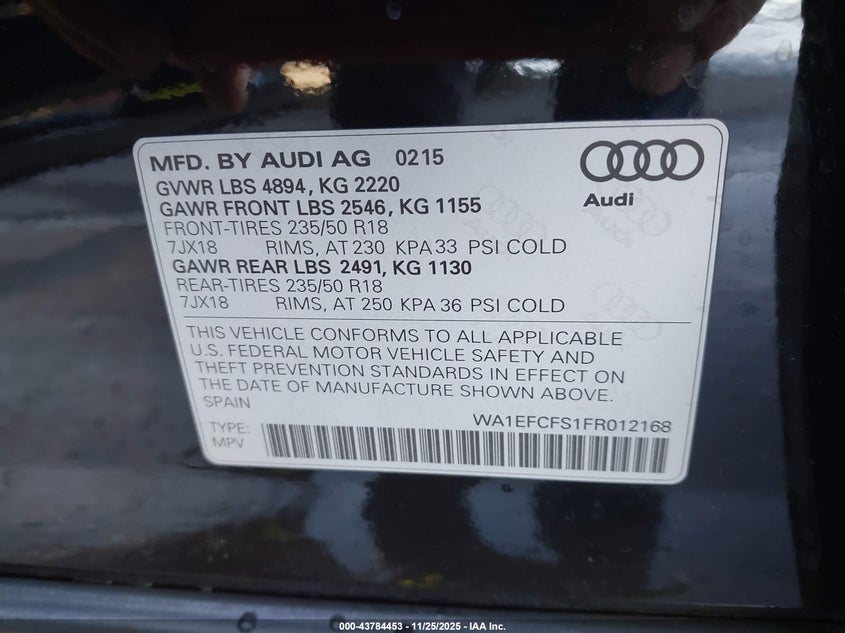 MFD. BY AUDI AG 0215
GVWR LBS 4894, KG 2220
GAWR FRONT LBS 2546, KG 1155
FRONT-TIRES 235/50 R18
7JX18 RIMS, AT 230 KPA 33 PSI COLD
GAWR REAR LBS 2491, KG 1130
REAR-TIRES 235/50 R18
7JX18 RIMS, AT 250 KPA 36 PSI COLD
Audi
Audi
THIS VEHICLE CONFORMS TO ALL APPLICABLE
U.S. FEDERAL MOTOR VEHICLE SAFETY AND
THEFT PREVENTION STANDARDS IN EFFECT ON
THE DATE OF MANUFACTURE SHOWN ABOVE.
SPAIN
WA1EFCFS1FR012168
TYPE:
MPV
000-43784453 - 11/25/2025 - IAA Inc.